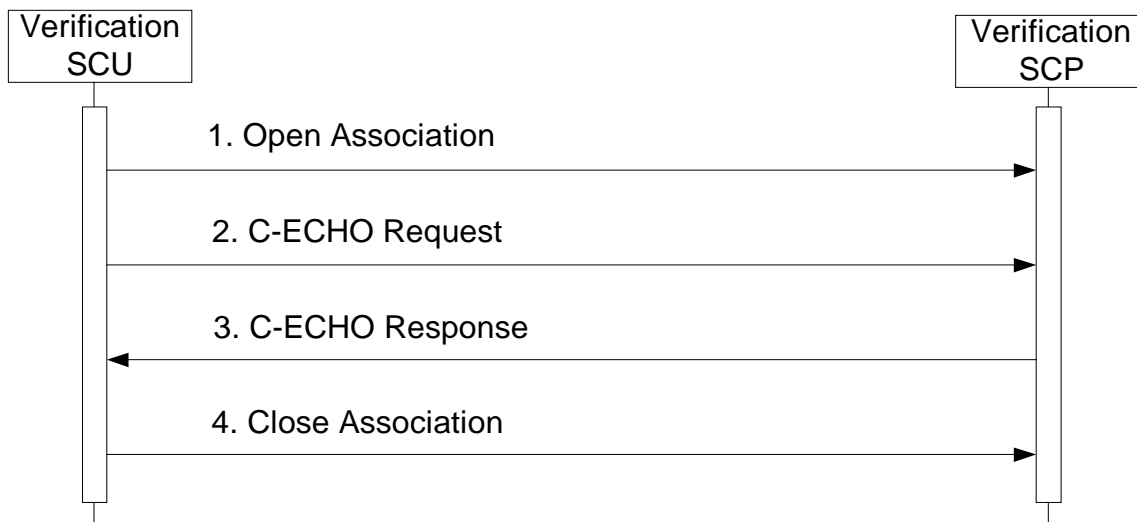 Verification
SCU
Verification
SCP
1. Open Association
2. C-ECHO Request
3. C-ECHO Response
4. Close Association